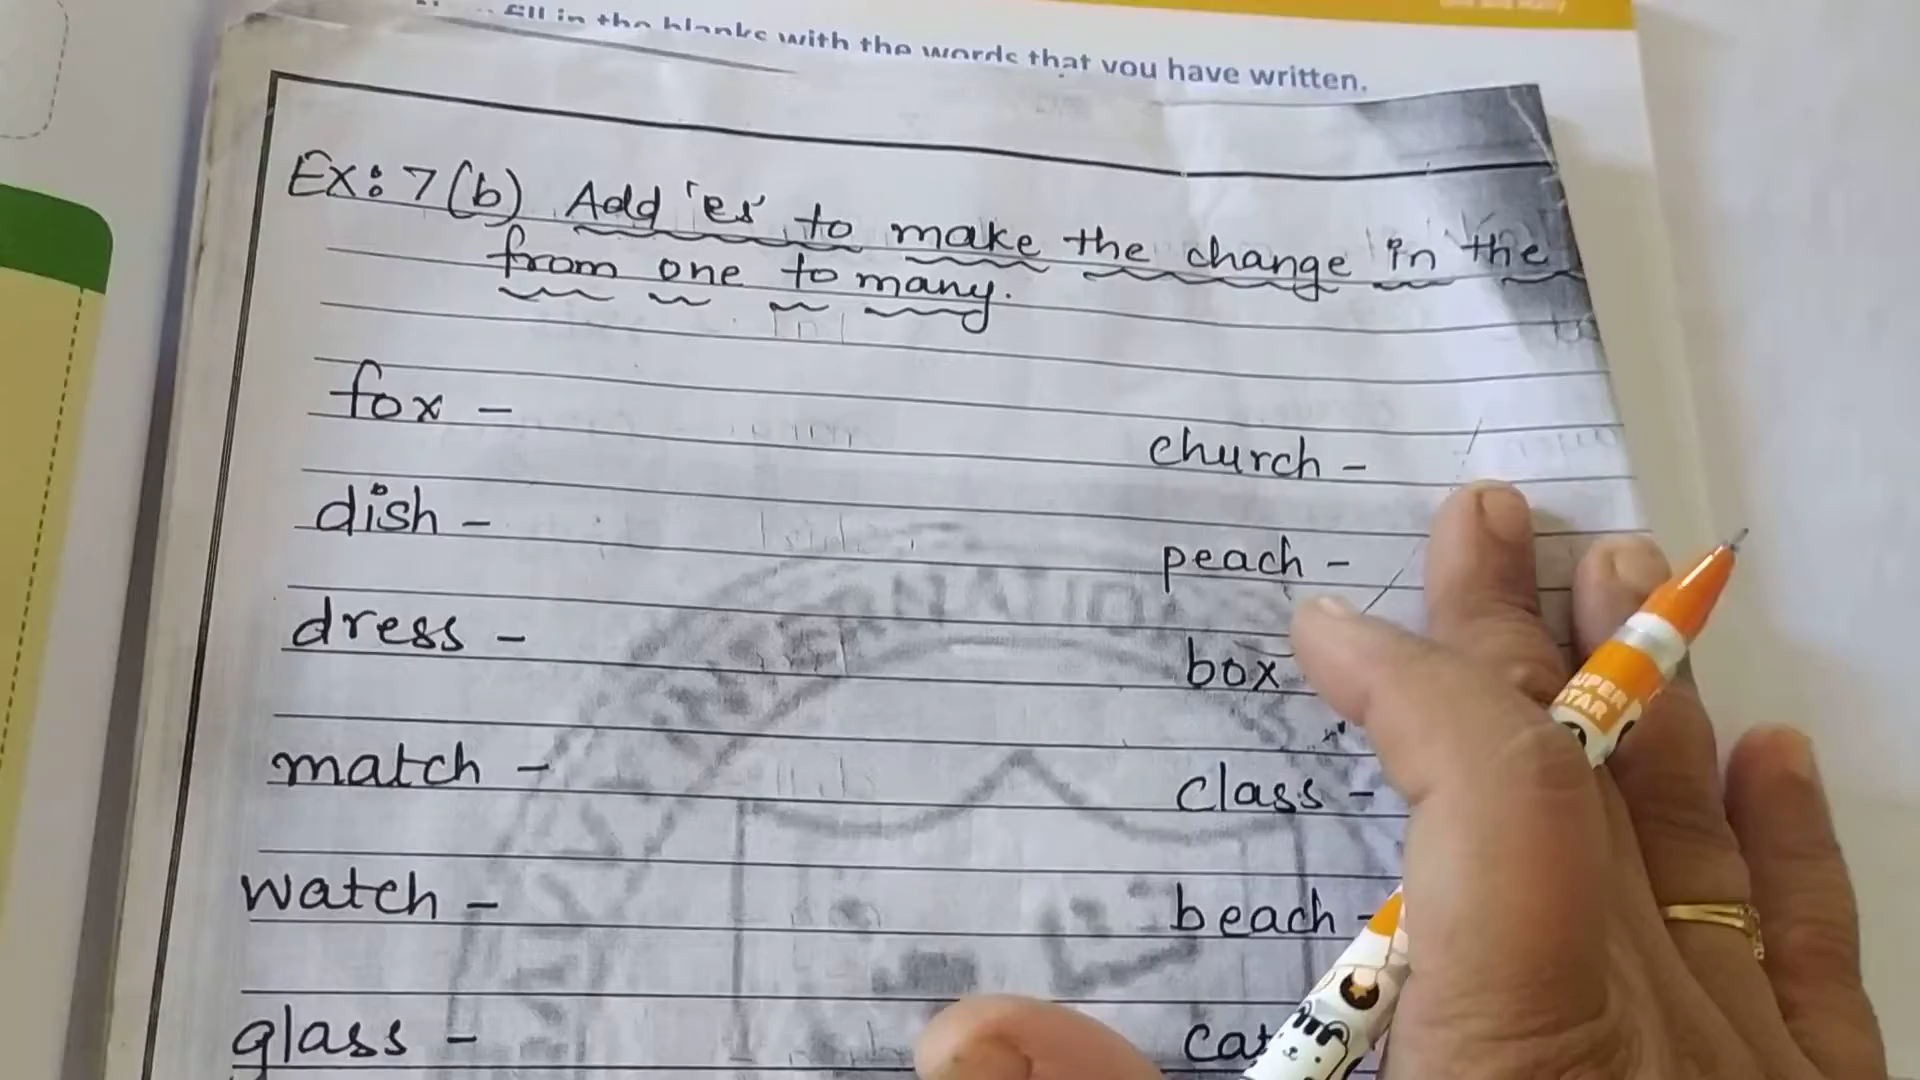 fill in the blanks with the words that you have written.
Ex: 7(b) Add 'es' to make the change in the
from one to many.
fox -
church -
dish -
peach -
dress -
box
match -
class -
watch -
beach -
glass -
SUPER
STAR